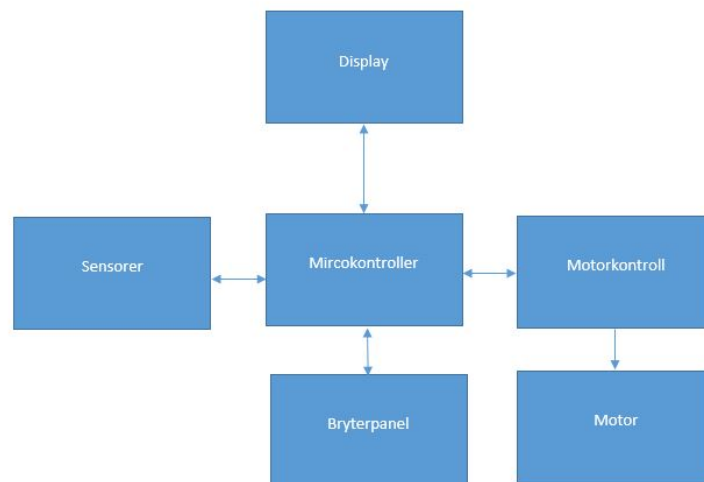 Display
Sensorer
Mircokontroller
Motorkontroll
Bryterpanel
Motor